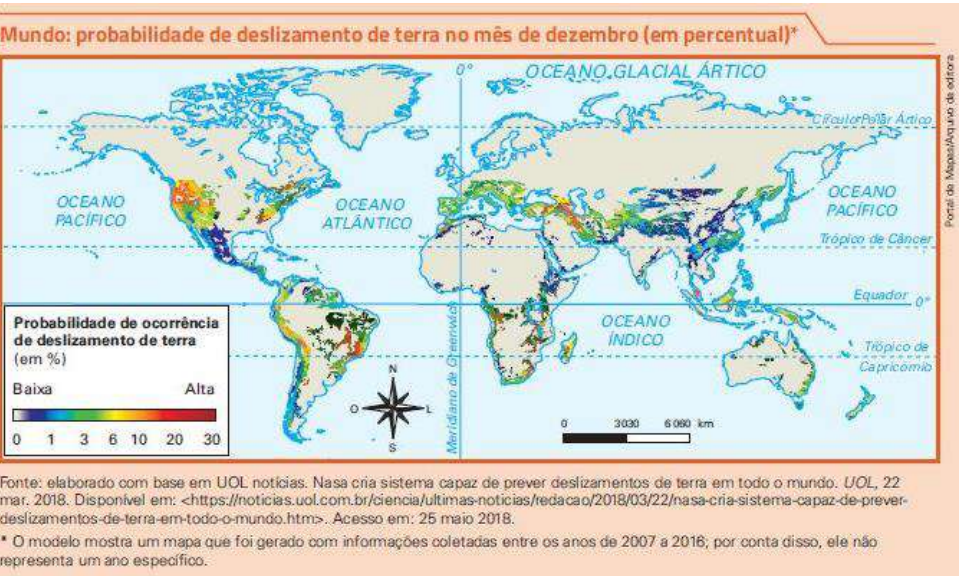 Mundo: probabilidade de deslizamento de terra no mês de dezembro (em percentual)*
0°
OCEANO GLACIAL ÁRTICO
Círculo Polar Ártico
OCEANO
PACÍFICO
OCEANO
ATLÂNTICO
OCEANO
PACÍFICO
Trópico de Câncer
Equador
0°
OCEANO
ÍNDICO
Trópico de
Capricórnio
Meridiano de Greenwich
Probabilidade de ocorrência
de deslizamento de terra
(em %)
Baixa Alta
0 1 3 6 10 20 30
N
O L
S
0 3030 6 060 km
Portal de Mapas/Arquivo da editora
Fonte: elaborado com base em UOL notícias. Nasa cria sistema capaz de prever deslizamentos de terra em todo o mundo. UOL, 22
mar. 2018. Disponível em: <https://noticias.uol.com.br/ciencia/ultimas-noticias/redacao/2018/03/22/nasa-cria-sistema-capaz-de-prever-
deslizamentos-de-terra-em-todo-o-mundo.htm>. Acesso em: 25 maio 2018.
* O modelo mostra um mapa que foi gerado com informações coletadas entre os anos de 2007 a 2016; por conta disso, ele não
representa um ano específico.